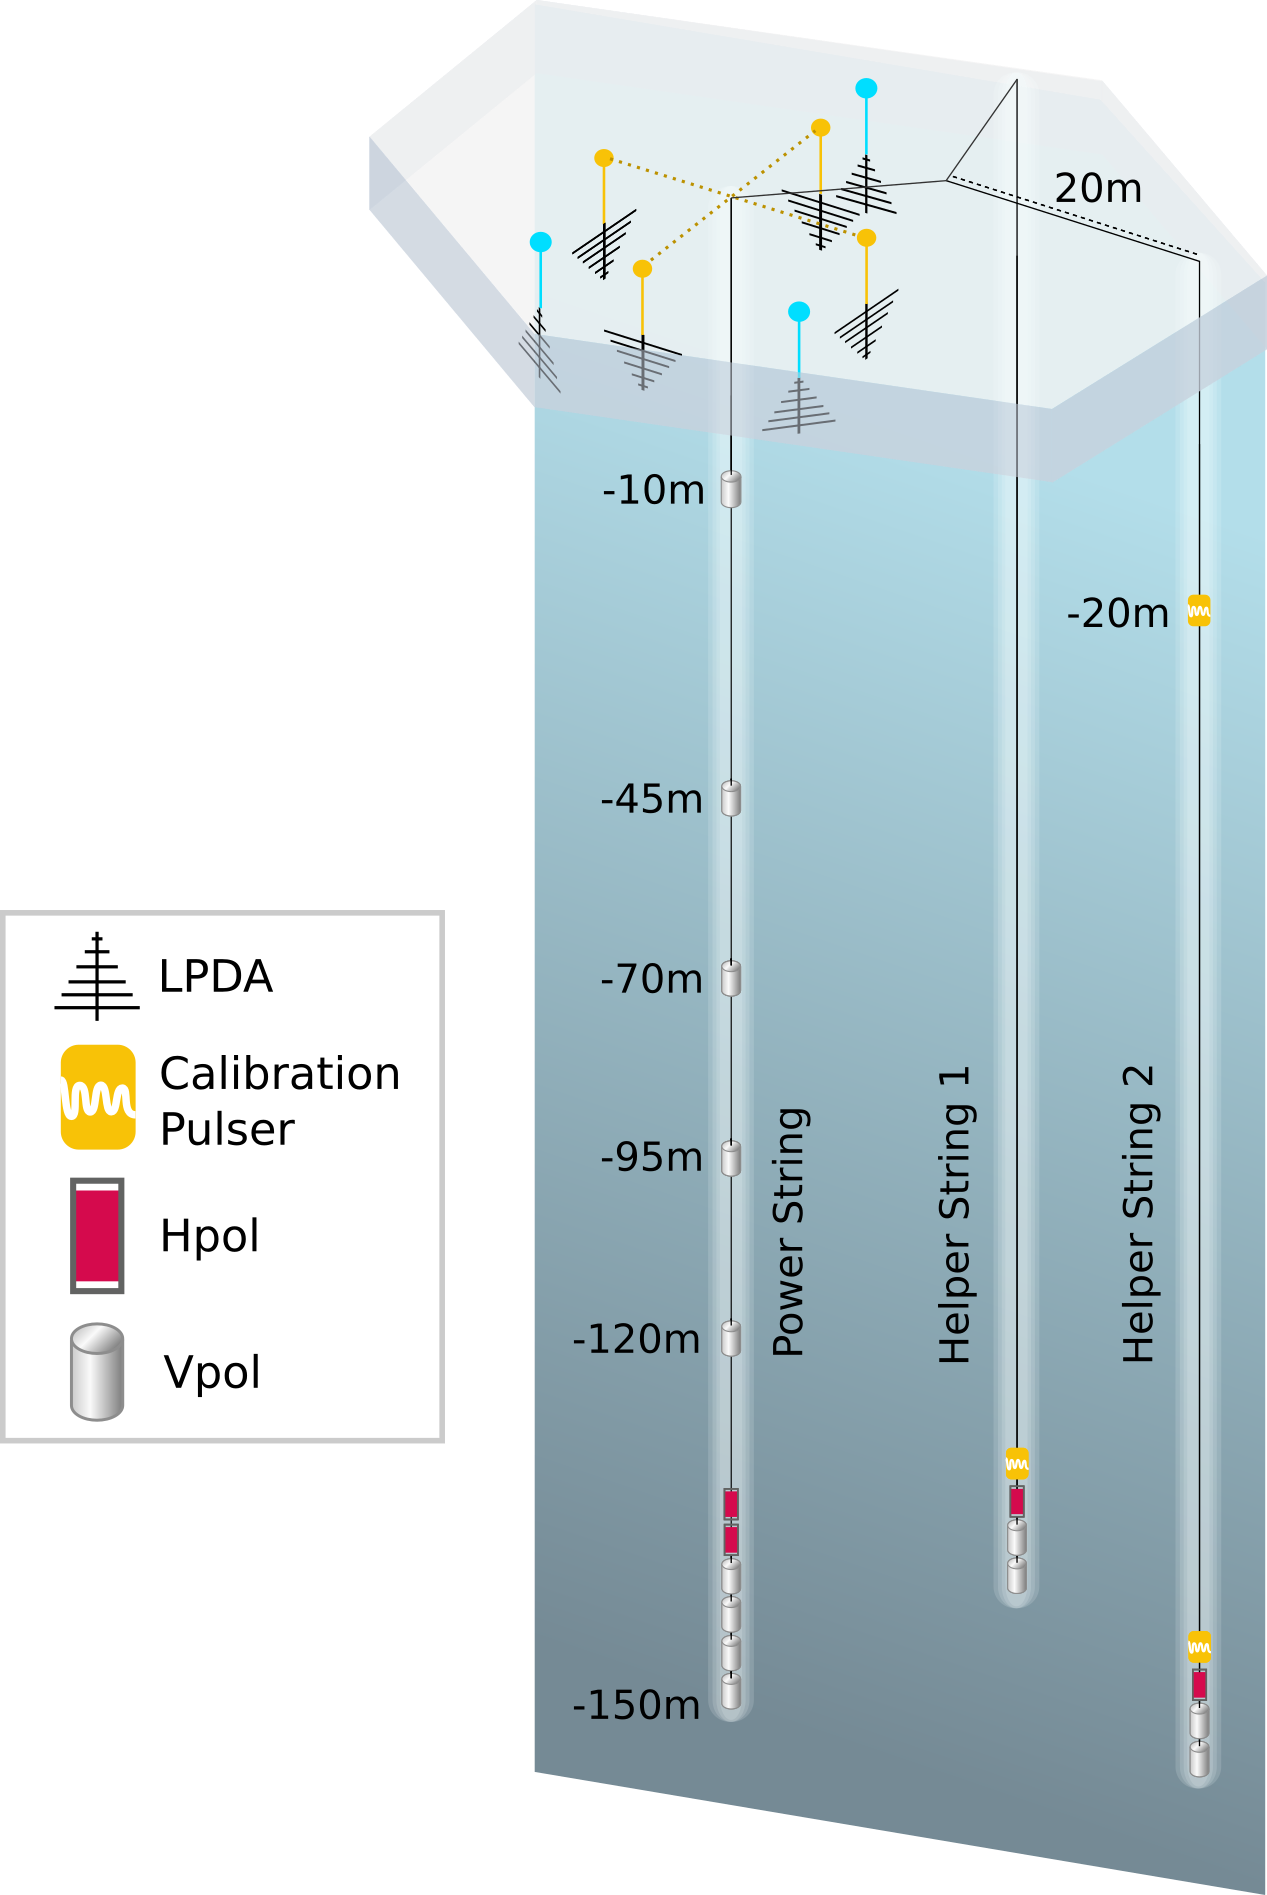 20m
-10m
-20m
-45m
-70m
-95m
-120m
-150m
Power String
Helper String 1
Helper String 2
LPDA
Calibration
Pulser
Hpol
Vpol